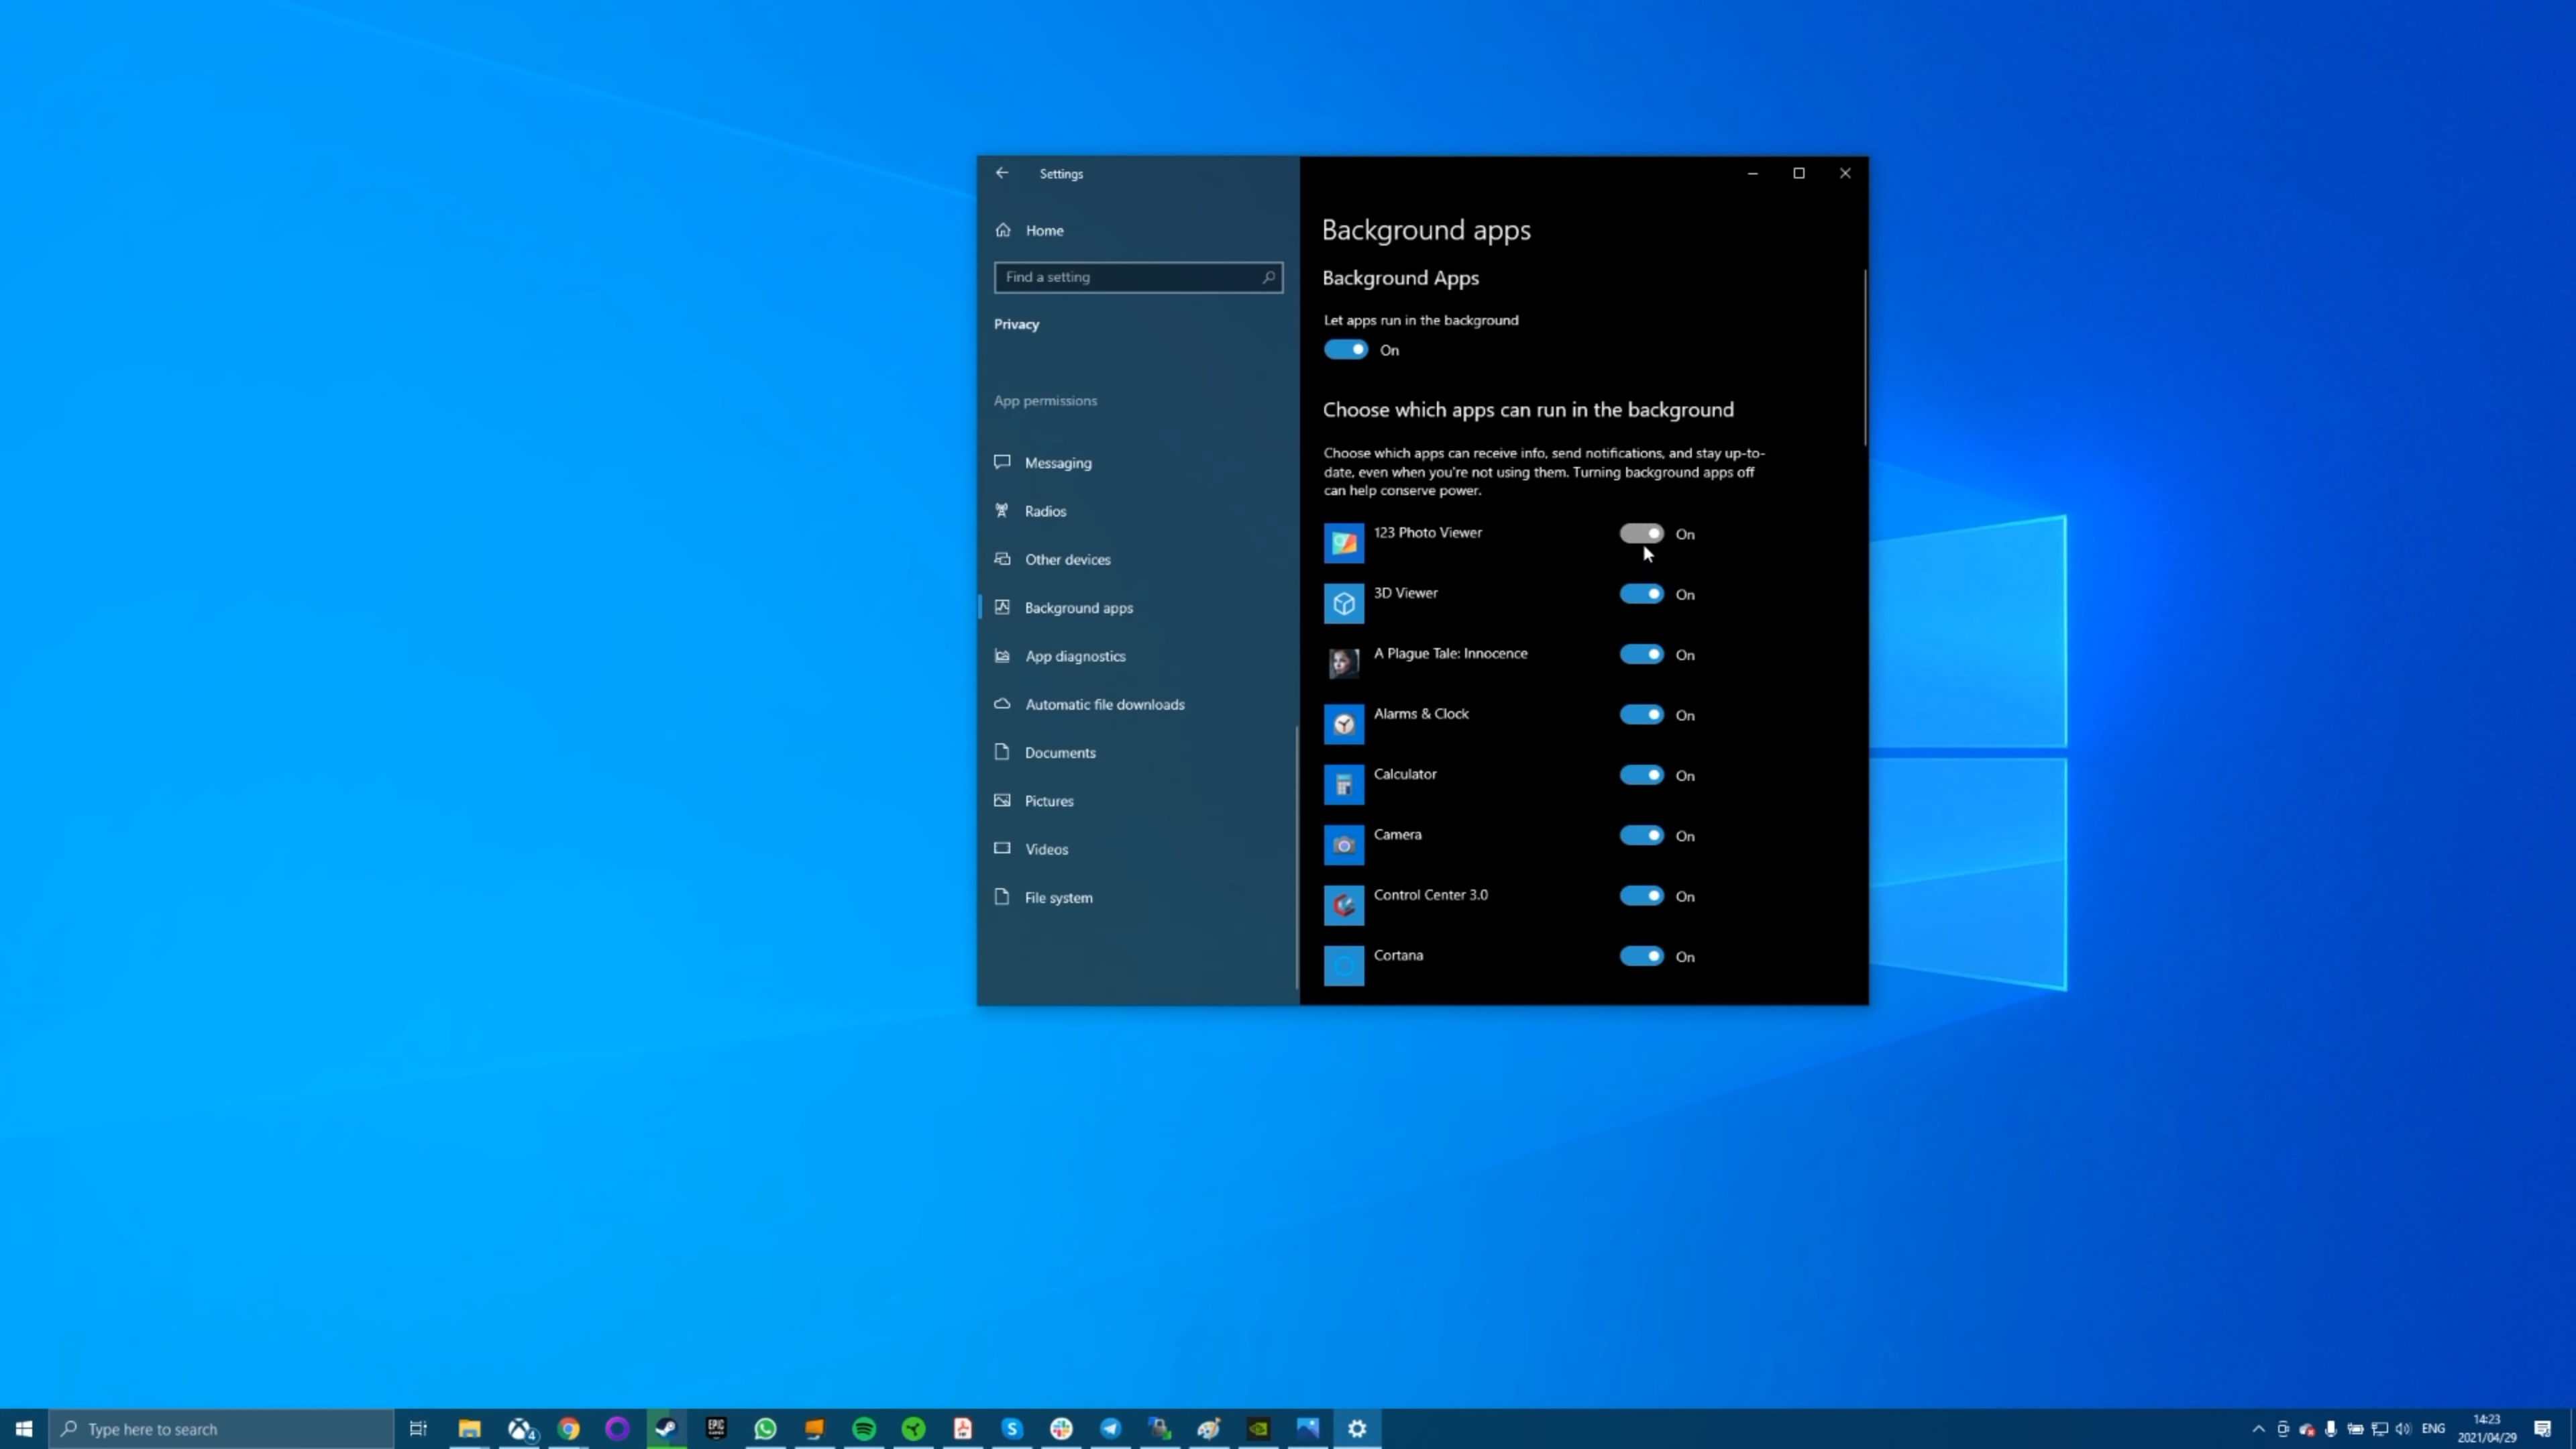 Settings
Home
Find a setting
Privacy
App permissions
Messaging
Radios
Other devices
Background apps
App diagnostics
Automatic file downloads
Documents
Pictures
Videos
File system
Background apps
Background Apps
Let apps run in the background
On
Choose which apps can run in the background
Choose which apps can receive info, send notifications, and stay up-to-
date, even when you're not using them. Turning background apps off
can help conserve power.
123 Photo Viewer On
3D Viewer On
A Plague Tale: Innocence On
Alarms & Clock On
Calculator On
Camera On
Control Center 3.0 On
Cortana On
Type here to search
4
EPIC
GAMES
ENG
14:23
2021/04/29